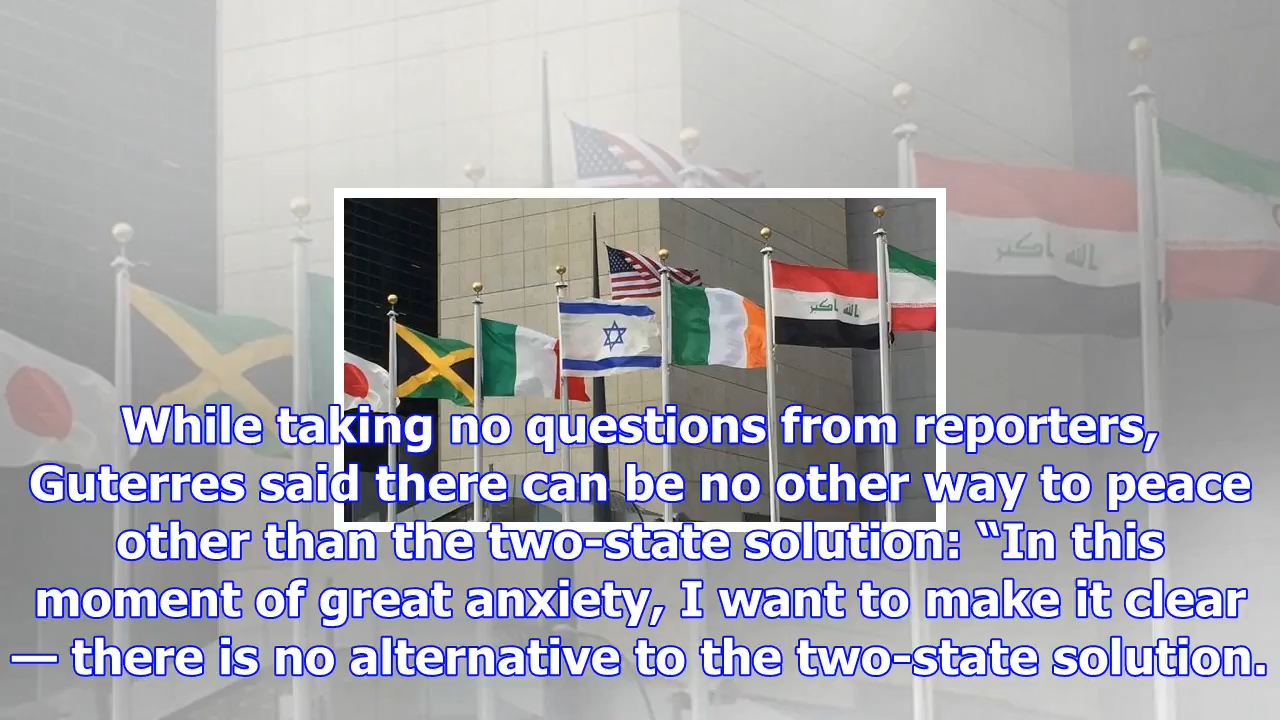 الله اكبر
While taking no questions from reporters,
Guterres said there can be no other way to peace
other than the two-state solution: “In this
moment of great anxiety, I want to make it clear
— there is no alternative to the two-state solution.